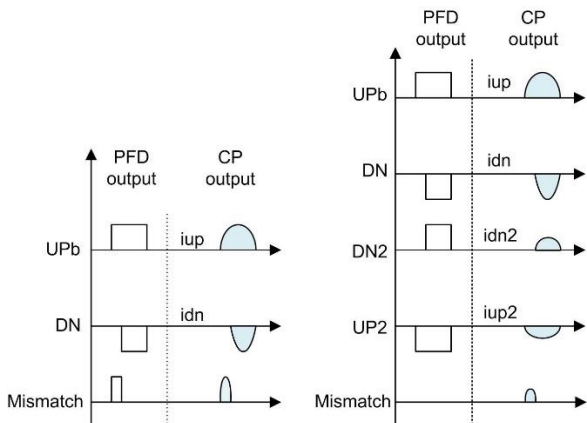 PFD output
CP output
UPb
iup
DN
idn
Mismatch
PFD output
CP output
UPb
iup
DN
idn
DN2
idn2
UP2
iup2
Mismatch